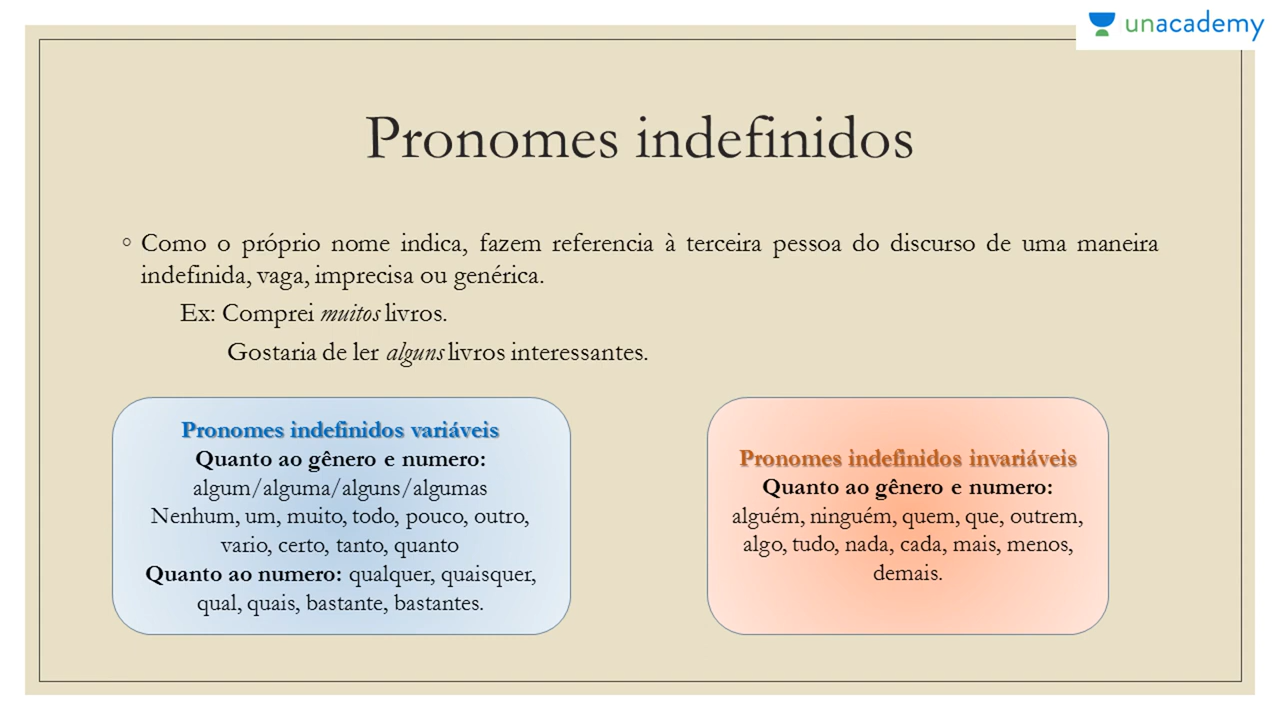 unacademy
Pronomes indefinidos
◦ Como o próprio nome indica, fazem referencia à terceira pessoa do discurso de uma maneira
indefinida, vaga, imprecisa ou genérica.
Ex: Comprei muitos livros.
Gostaria de ler alguns livros interessantes.
Pronomes indefinidos variáveis
Quanto ao gênero e numero:
algum/alguma/alguns/algumas
Nenhum, um, muito, todo, pouco, outro,
vario, certo, tanto, quanto
Quanto ao numero: qualquer, quaisquer,
qual, quais, bastante, bastantes.
Pronomes indefinidos invariáveis
Quanto ao gênero e numero:
alguém, ninguém, quem, que, outrem,
algo, tudo, nada, cada, mais, menos,
demais.